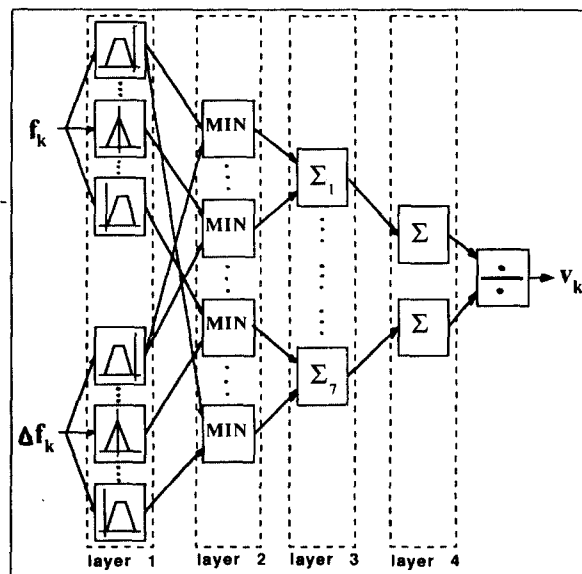 f_k
Δf_k
MIN
MIN
MIN
MIN
Σ_1
Σ_7
Σ
Σ
÷
v_k
layer 1
layer 2
layer 3
layer 4